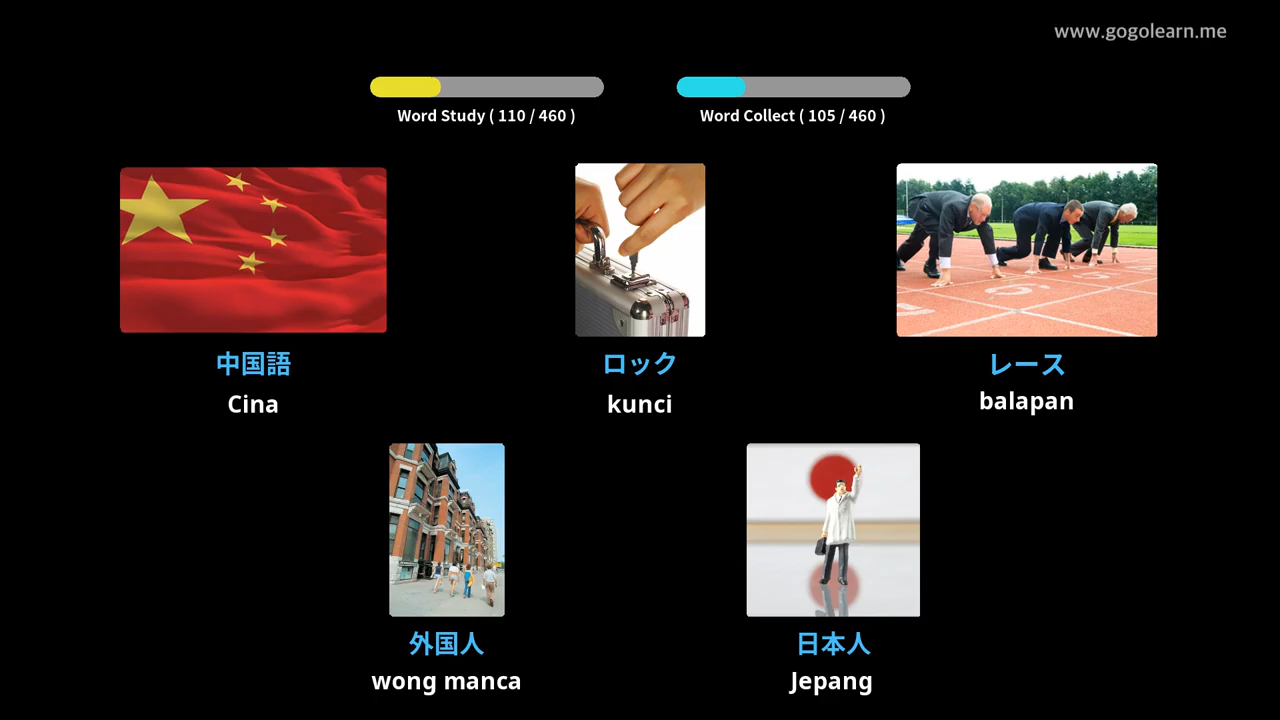 www.gogolearn.me
Word Study ( 110 / 460 )
Word Collect ( 105 / 460 )
中国語
Cina
ロック
kunci
レース
balapan
外国人
wong manca
日本人
Jepang